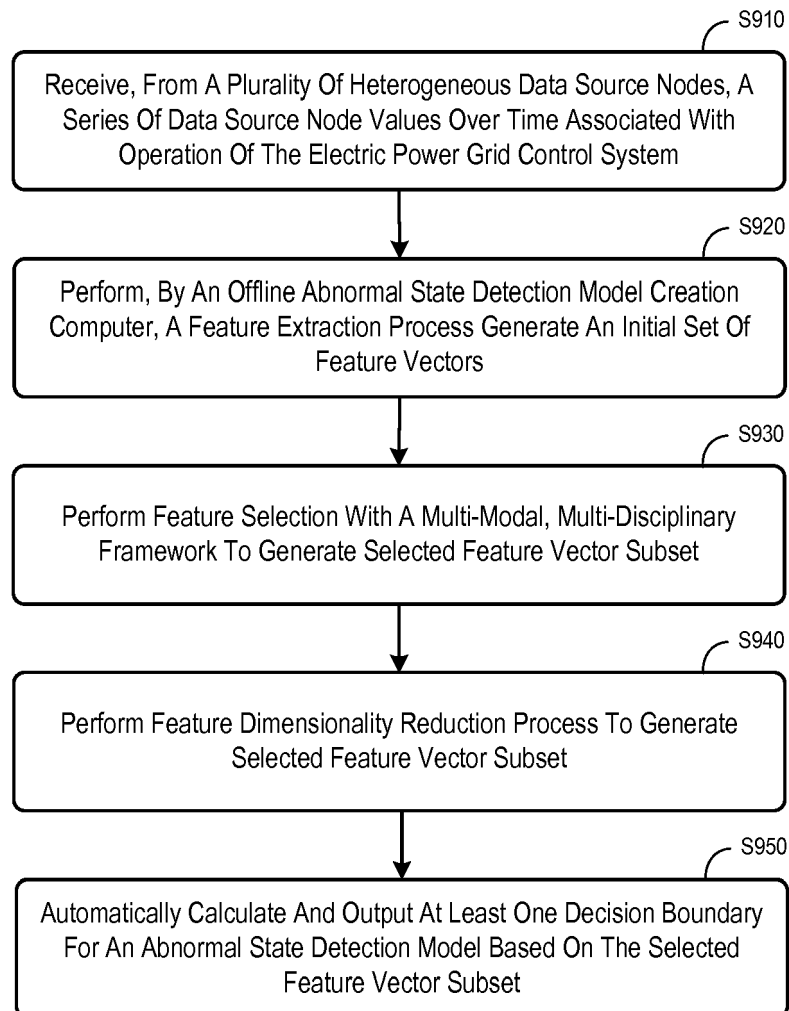 S910
Receive, From A Plurality Of Heterogeneous Data Source Nodes, A
Series Of Data Source Node Values Over Time Associated With
Operation Of The Electric Power Grid Control System
S920
Perform, By An Offline Abnormal State Detection Model Creation
Computer, A Feature Extraction Process Generate An Initial Set Of
Feature Vectors
S930
Perform Feature Selection With A Multi-Modal, Multi-Disciplinary
Framework To Generate Selected Feature Vector Subset
S940
Perform Feature Dimensionality Reduction Process To Generate
Selected Feature Vector Subset
S950
Automatically Calculate And Output At Least One Decision Boundary
For An Abnormal State Detection Model Based On The Selected
Feature Vector Subset